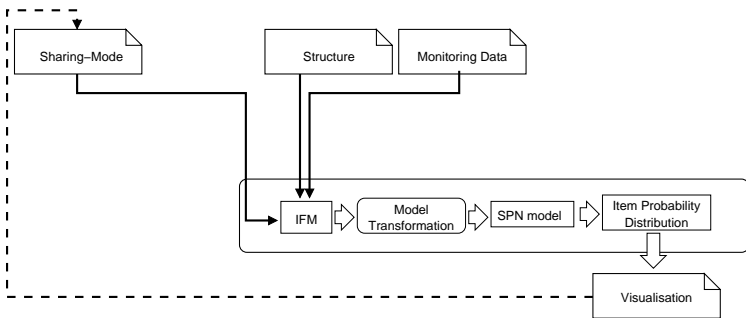 Sharing–Mode
Structure
Monitoring Data
IFM
Model
Transformation
SPN model
Item Probability
Distribution
Visualisation